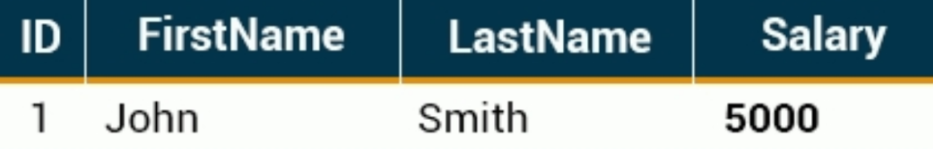 ID FirstName LastName Salary
1 John Smith 5000